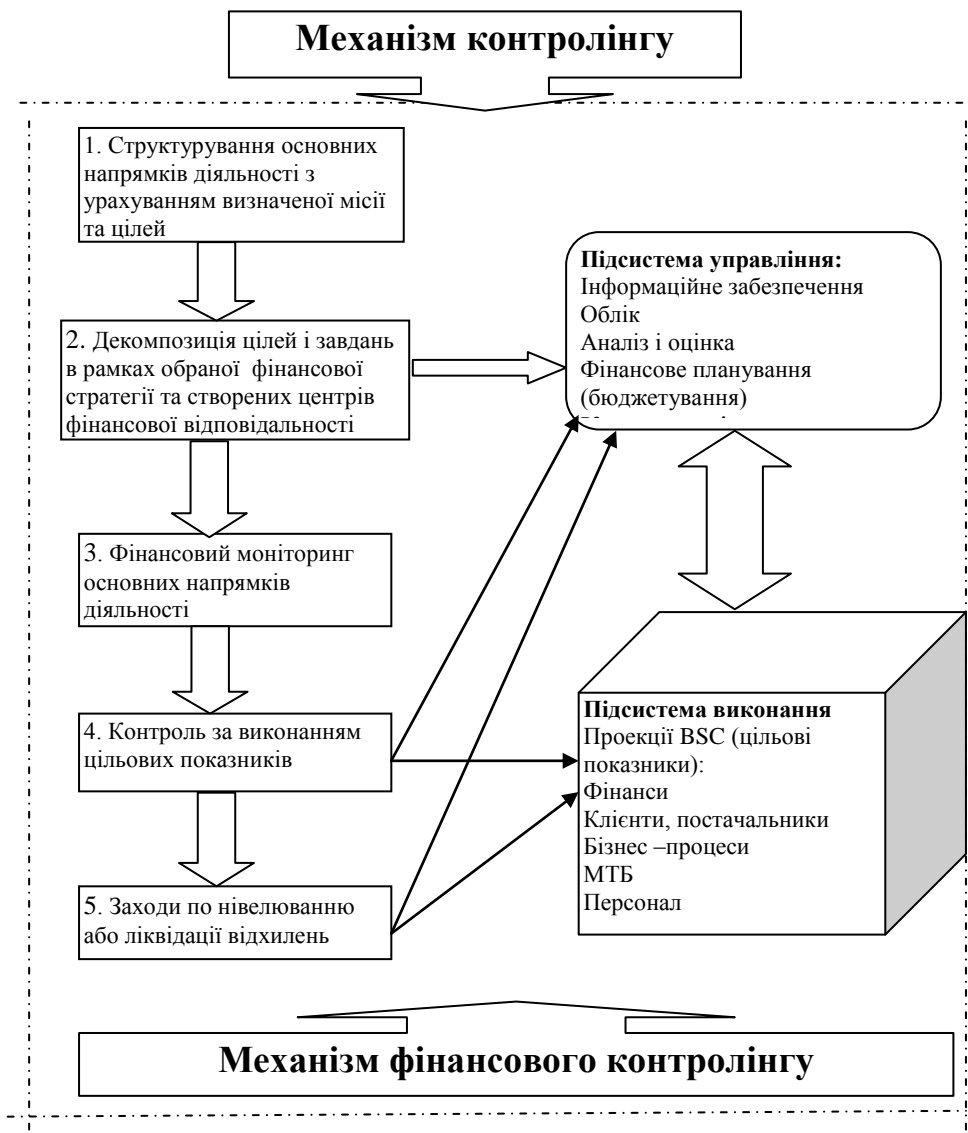 Механізм контролінгу
1. Структурування основних
напрямків діяльності з
урахуванням визначеної місії
та цілей
2. Декомпозиція цілей і завдань
в рамках обраної фінансової
стратегії та створених центрів
фінансової відповідальності
3. Фінансовий моніторинг
основних напрямків
діяльності
4. Контроль за виконанням
цільових показників
5. Заходи по нівелюванню
або ліквідації відхилень
Підсистема управління:
Інформаційне забезпечення
Облік
Аналіз і оцінка
Фінансове планування
(бюджетування)
Підсистема виконання
Проекції BSC (цільові
показники):
Фінанси
Клієнти, постачальники
Бізнес –процеси
МТБ
Персонал
Механізм фінансового контролінгу